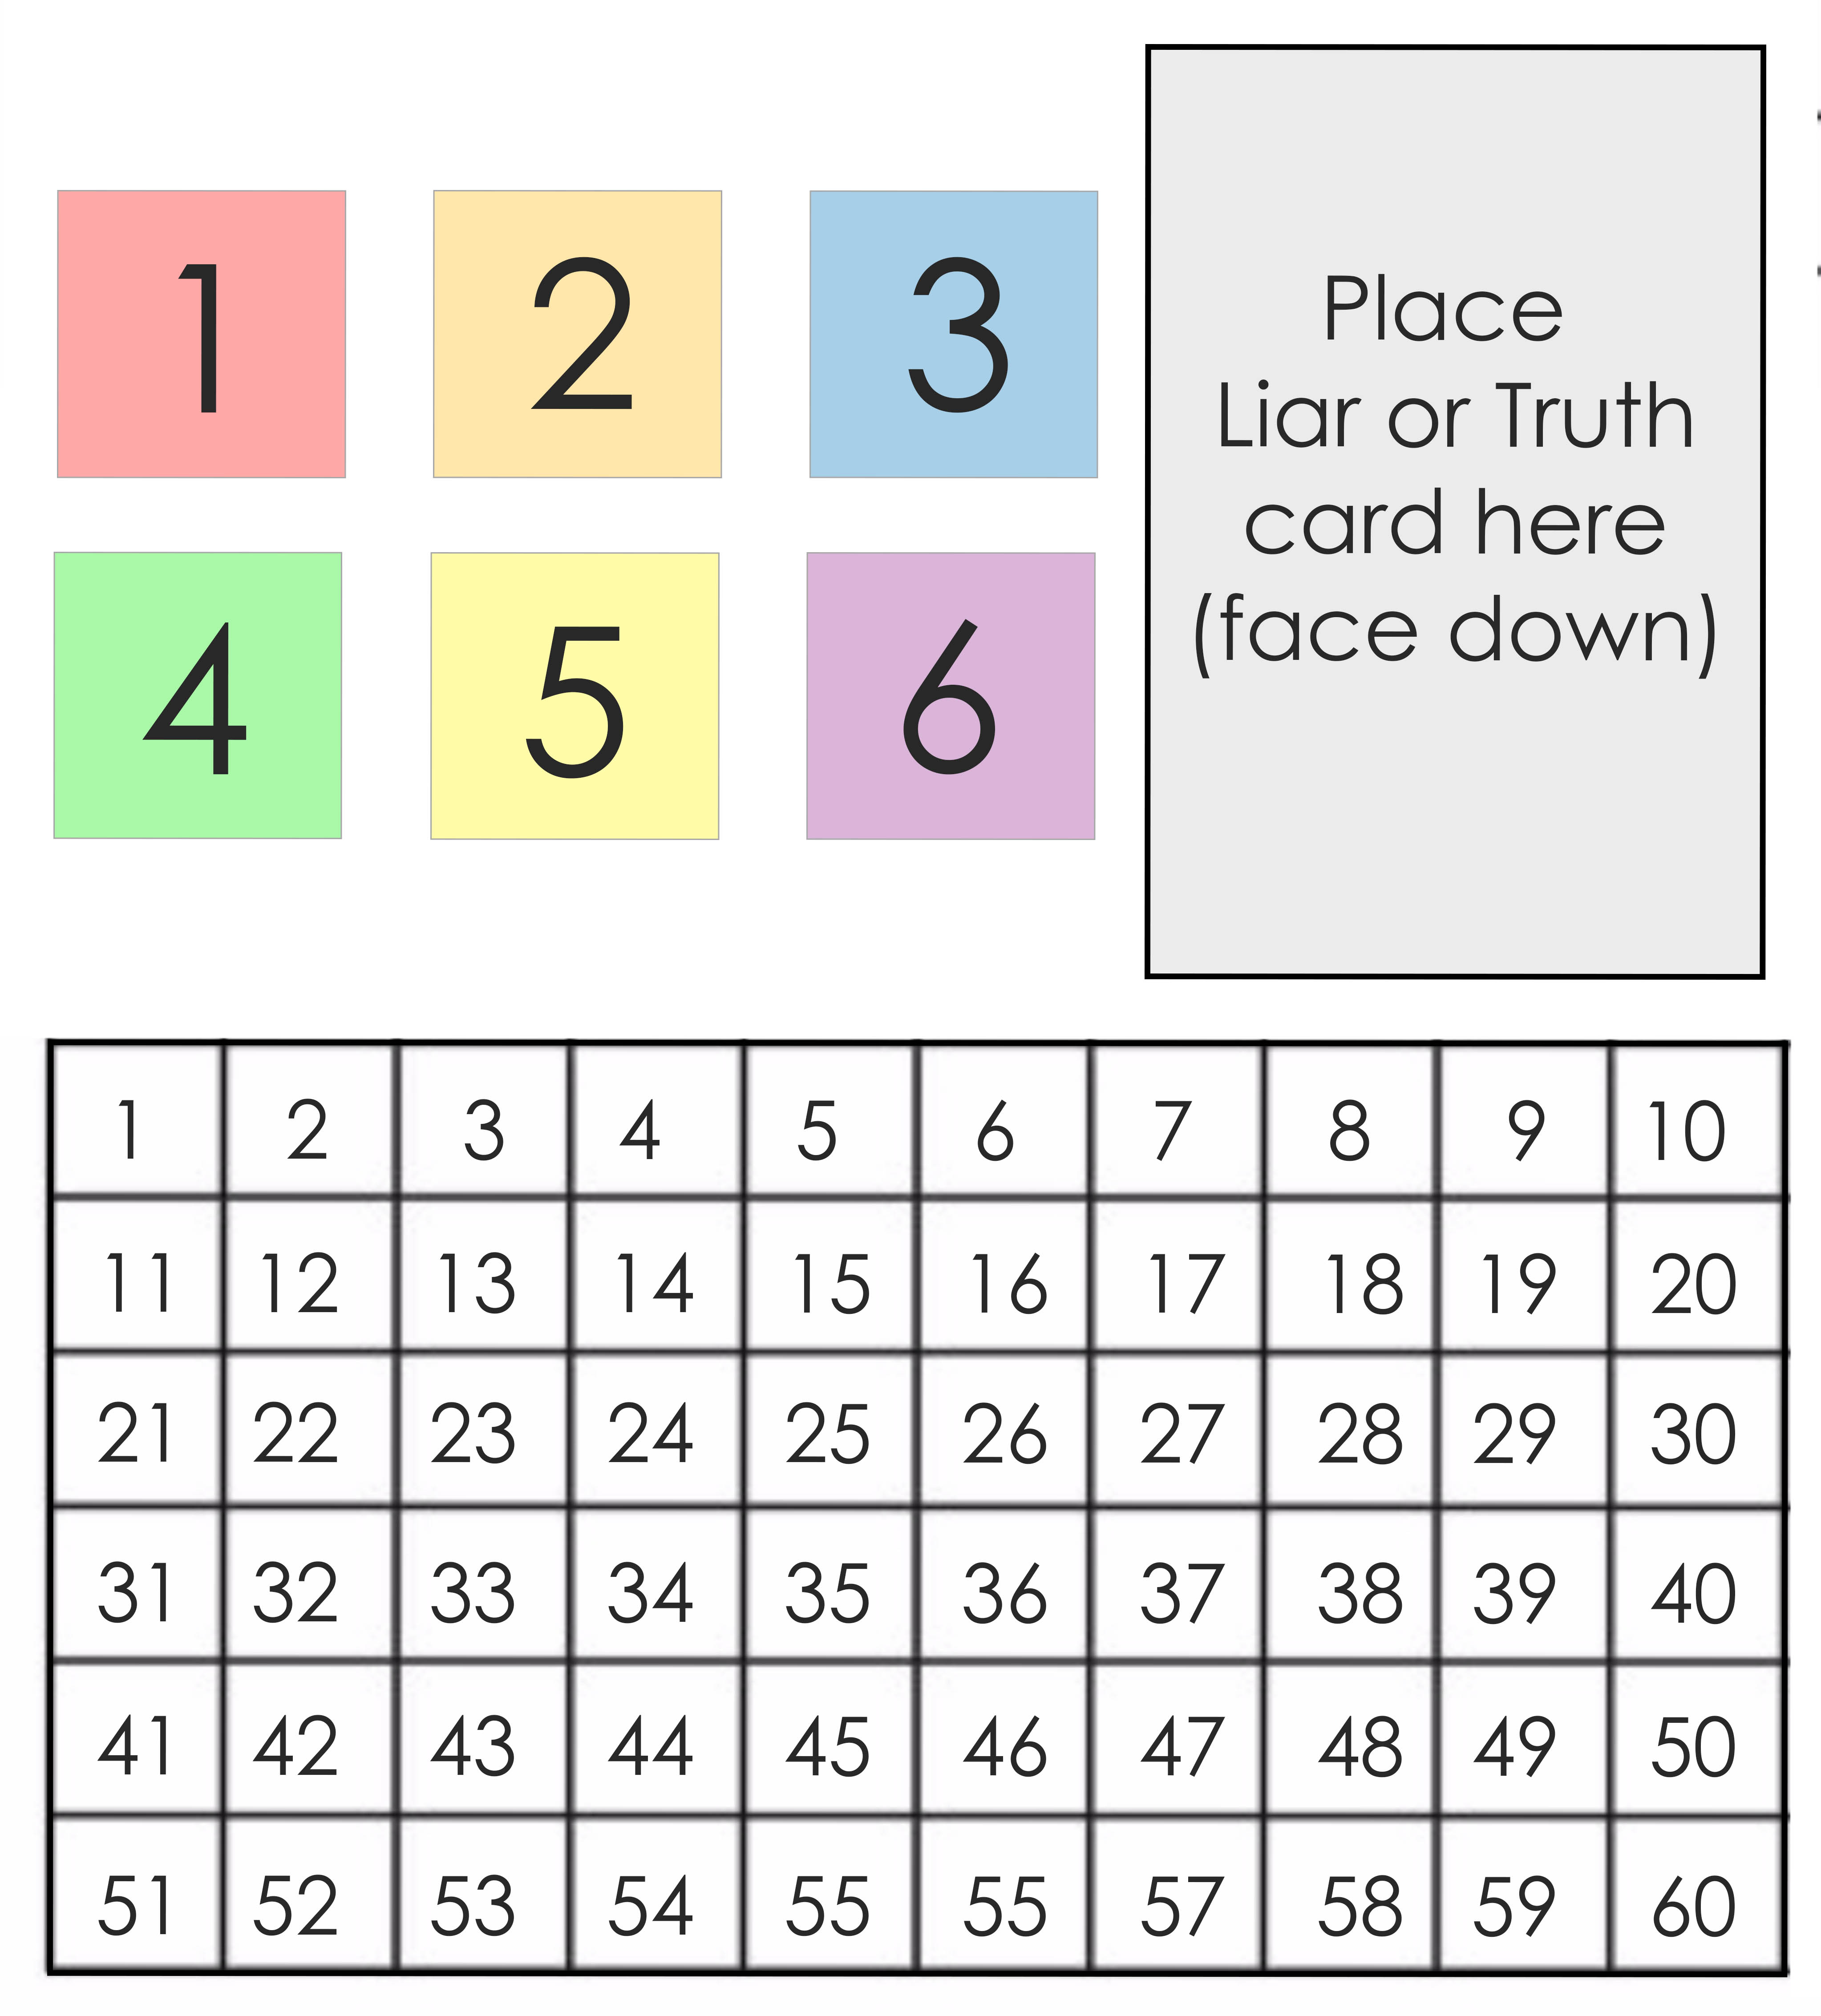 1 2 3
4 5 6
Place
Liar or Truth
card here
(face down)
1 2 3 4 5 6 7 8 9 10
11 12 13 14 15 16 17 18 19 20
21 22 23 24 25 26 27 28 29 30
31 32 33 34 35 36 37 38 39 40
41 42 43 44 45 46 47 48 49 50
51 52 53 54 55 55 57 58 59 60